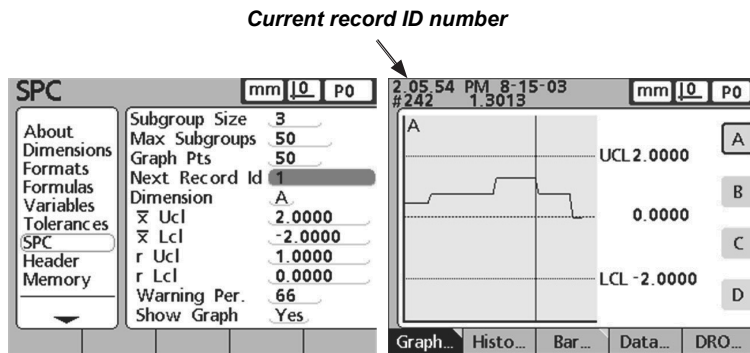 Current record ID number
SPC
mm
P0
About
Dimensions
Formats
Formulas
Variables
Tolerances
SPC
Header
Memory
Subgroup Size 3
Max Subgroups 50
Graph Pts 50
Next Record Id 1
Dimension A
x̅ Ucl 2.0000
x̅ Lcl -2.0000
r Ucl 1.0000
r Lcl 0.0000
Warning Per. 66
Show Graph Yes
2.05.54 PM 8-15-03
#242 1.3013
mm
P0
A
UCL 2.0000
0.0000
LCL -2.0000
A
B
C
D
Graph... Histo... Bar... Data... DRO...